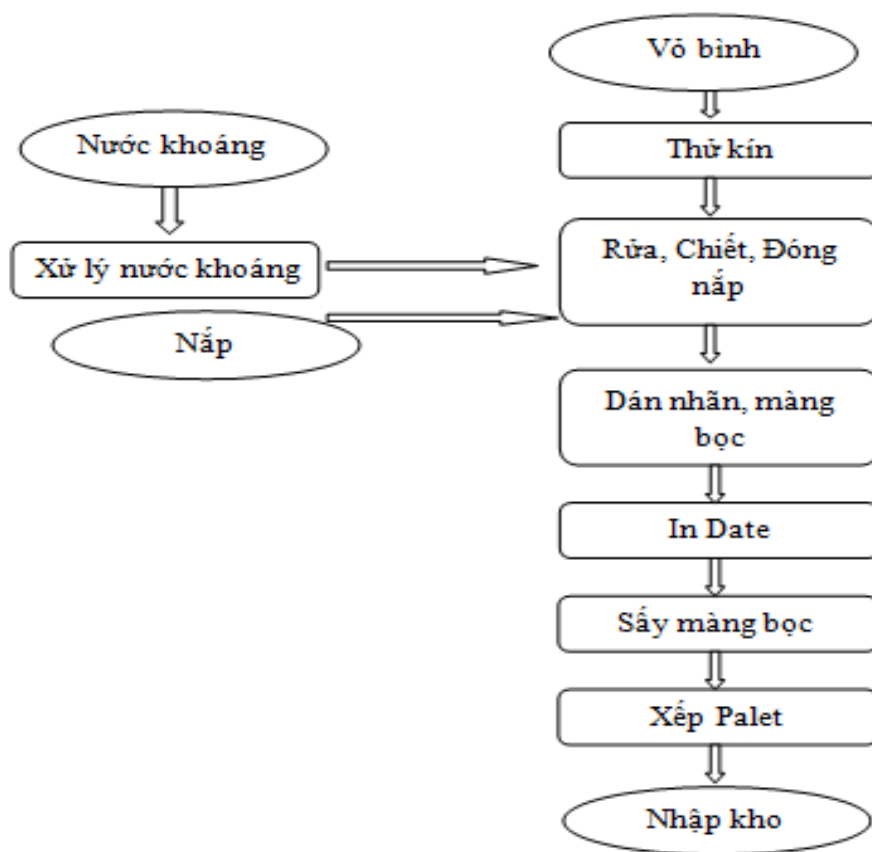 Vỏ bình
Nước khoáng
Thử kín
Xử lý nước khoáng
Rửa, Chiết, Đóng
nắp
Nắp
Dán nhãn, màng
bọc
In Date
Sấy màng bọc
Xếp Palet
Nhập kho